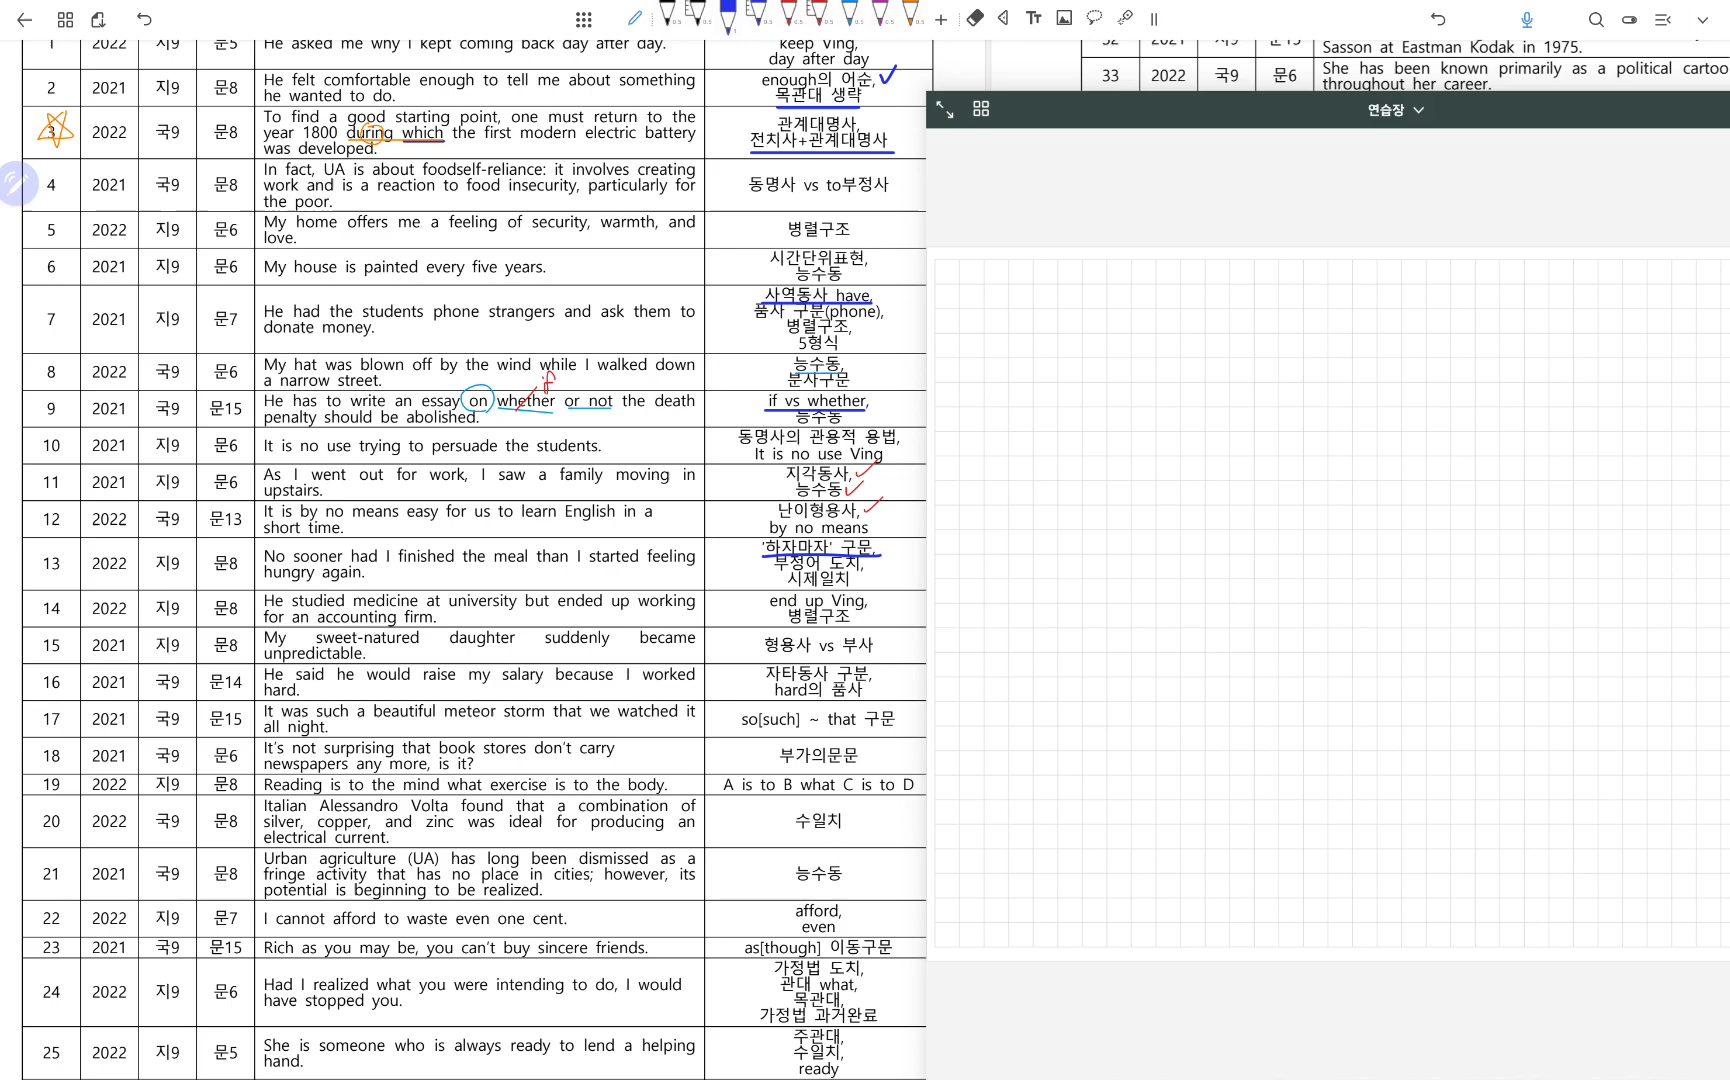 Tт
32 2021 지9 문15 Sasson at Eastman Kodak in 1975.
33 2022 국9 문6 She has been known primarily as a political cartoo
throughout her career.
연습장
1 2022 지9 문5 He asked me why I kept coming back day after day. keep Ving,
day after day
2 2021 지9 문8 He felt comfortable enough to tell me about something
he wanted to do.
enough의 어순,
목관대 생략
3 2022 국9 문8 To find a good starting point, one must return to the
year 1800 during which the first modern electric battery
was developed.
관계대명사,
전치사+관계대명사
4 2021 국9 문8 In fact, UA is about foodself-reliance: it involves creating
work and is a reaction to food insecurity, particularly for
the poor.
동명사 vs to부정사
5 2022 지9 문6 My home offers me a feeling of security, warmth, and
love.
병렬구조
6 2021 지9 문6 My house is painted every five years.
시간단위표현,
능수동
7 2021 지9 문7 He had the students phone strangers and ask them to
donate money.
사역동사 have,
품사 구분(phone),
병렬구조,
5형식
8 2022 국9 문6 My hat was blown off by the wind while I walked down
a narrow street.
능수동,
분사구문
if
9 2021 국9 문15 He has to write an essay on whether or not the death
penalty should be abolished.
if vs whether,
능수동
10 2021 지9 문6 It is no use trying to persuade the students.
동명사의 관용적 용법,
It is no use Ving
11 2021 지9 문6 As I went out for work, I saw a family moving in
upstairs.
지각동사,
능수동
12 2022 국9 문13 It is by no means easy for us to learn English in a
short time.
난이형용사,
by no means
13 2022 지9 문8 No sooner had I finished the meal than I started feeling
hungry again.
'하자마자' 구문,
부정어 도치,
시제일치
14 2022 지9 문8 He studied medicine at university but ended up working
for an accounting firm.
end up Ving,
병렬구조
15 2021 지9 문8 My sweet-natured daughter suddenly became
unpredictable.
형용사 vs 부사
16 2021 국9 문14 He said he would raise my salary because I worked
hard.
자타동사 구분,
hard의 품사
17 2021 국9 문15 It was such a beautiful meteor storm that we watched it
all night.
so[such] ~ that 구문
18 2021 국9 문6 It's not surprising that book stores don't carry
newspapers any more, is it?
부가의문문
19 2022 지9 문8 Reading is to the mind what exercise is to the body. A is to B what C is to D
20 2022 국9 문8 Italian Alessandro Volta found that a combination of
silver, copper, and zinc was ideal for producing an
electrical current.
수일치
21 2021 국9 문8 Urban agriculture (UA) has long been dismissed as a
fringe activity that has no place in cities; however, its
potential is beginning to be realized.
능수동
22 2022 지9 문7 I cannot afford to waste even one cent.
afford,
even
23 2021 국9 문15 Rich as you may be, you can't buy sincere friends. as[though] 이동구문
24 2022 지9 문6 Had I realized what you were intending to do, I would
have stopped you.
가정법 도치,
관대 what,
목관대,
가정법 과거완료
25 2022 지9 문5 She is someone who is always ready to lend a helping
hand.
주관대,
수일치,
ready